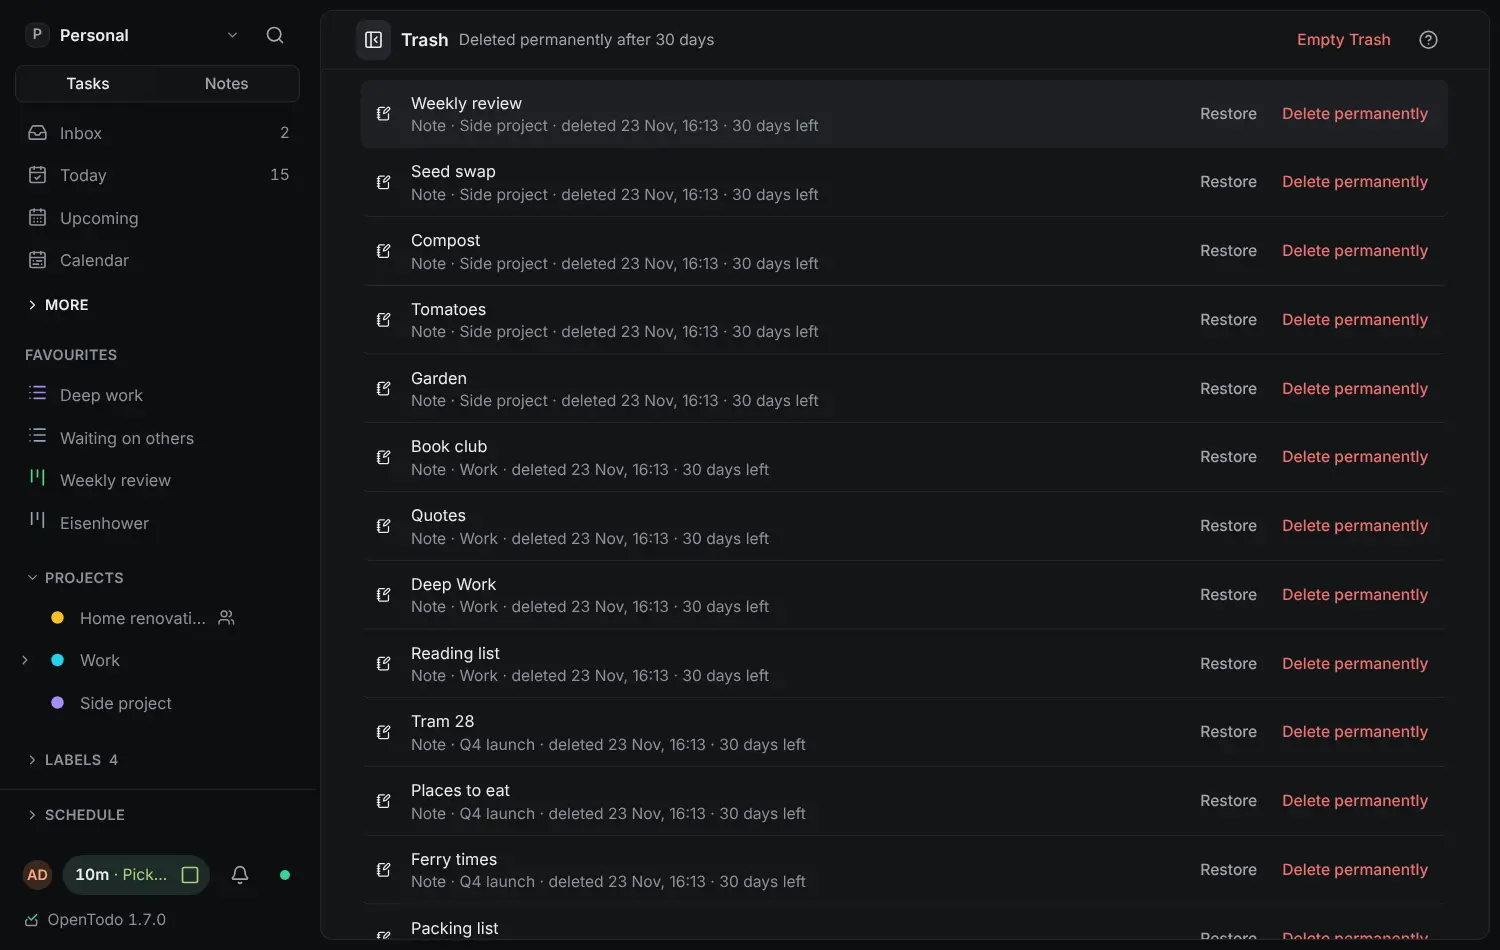 P Personal
Tasks Notes
Inbox 2
Today 15
Upcoming
Calendar
MORE
FAVOURITES
Deep work
Waiting on others
Weekly review
Eisenhower
PROJECTS
Home renovati...
Work
Side project
LABELS 4
SCHEDULE
AD 10m · Pick...
OpenTodo 1.7.0
Trash Deleted permanently after 30 days Empty Trash
Weekly review
Note · Side project · deleted 23 Nov, 16:13 · 30 days left
Restore Delete permanently
Seed swap
Note · Side project · deleted 23 Nov, 16:13 · 30 days left
Restore Delete permanently
Compost
Note · Side project · deleted 23 Nov, 16:13 · 30 days left
Restore Delete permanently
Tomatoes
Note · Side project · deleted 23 Nov, 16:13 · 30 days left
Restore Delete permanently
Garden
Note · Side project · deleted 23 Nov, 16:13 · 30 days left
Restore Delete permanently
Book club
Note · Work · deleted 23 Nov, 16:13 · 30 days left
Restore Delete permanently
Quotes
Note · Work · deleted 23 Nov, 16:13 · 30 days left
Restore Delete permanently
Deep Work
Note · Work · deleted 23 Nov, 16:13 · 30 days left
Restore Delete permanently
Reading list
Note · Work · deleted 23 Nov, 16:13 · 30 days left
Restore Delete permanently
Tram 28
Note · Q4 launch · deleted 23 Nov, 16:13 · 30 days left
Restore Delete permanently
Places to eat
Note · Q4 launch · deleted 23 Nov, 16:13 · 30 days left
Restore Delete permanently
Ferry times
Note · Q4 launch · deleted 23 Nov, 16:13 · 30 days left
Restore Delete permanently
Packing list
Restore Delete permanently